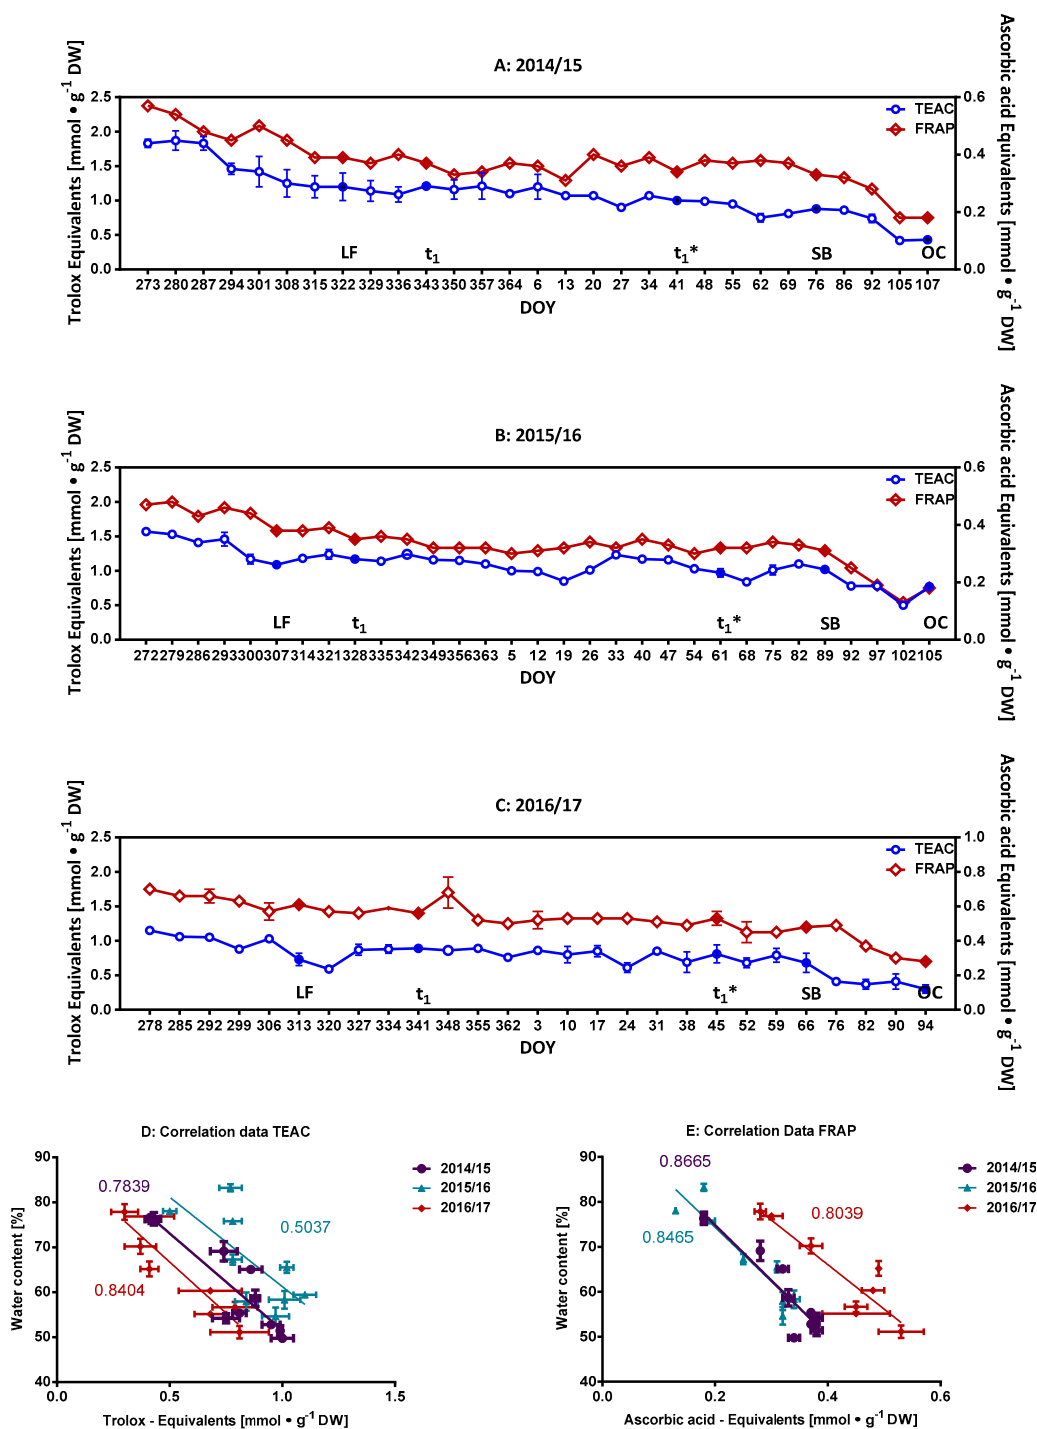 A: 2014/15
Trolox Equivalents [mmol • g⁻¹ DW]
Ascorbic acid Equivalents [mmol • g⁻¹ DW]
2.5
2.0
1.5
1.0
0.5
0.0
0.6
0.4
0.2
0.0
TEAC
FRAP
LF t₁ t₁* SB OC
273 280 287 294 301 308 315 322 329 336 343 350 357 364 6 13 20 27 34 41 48 55 62 69 76 86 92 105 107
DOY
B: 2015/16
Trolox Equivalents [mmol • g⁻¹ DW]
Ascorbic acid Equivalents [mmol • g⁻¹ DW]
2.5
2.0
1.5
1.0
0.5
0.0
0.6
0.4
0.2
0.0
TEAC
FRAP
LF t₁ t₁* SB OC
272 279 286 293 300 307 314 321 328 335 342 349 356 363 5 12 19 26 33 40 47 54 61 68 75 82 89 92 97 102 105
DOY
C: 2016/17
Trolox Equivalents [mmol • g⁻¹ DW]
Ascorbic acid Equivalents [mmol • g⁻¹ DW]
2.5
2.0
1.5
1.0
0.5
0.0
1.0
0.8
0.6
0.4
0.2
0.0
TEAC
FRAP
LF t₁ t₁* SB OC
278 285 292 299 306 313 320 327 334 341 348 355 362 3 10 17 24 31 38 45 52 59 66 76 82 90 94
DOY
D: Correlation data TEAC
Water content [%]
90
80
70
60
50
40
0.7839
0.5037
0.8404
2014/15
2015/16
2016/17
0.0 0.5 1.0 1.5
Trolox - Equivalents [mmol • g⁻¹ DW]
E: Correlation Data FRAP
Water content [%]
90
80
70
60
50
40
0.8665
0.8465
0.8039
2014/15
2015/16
2016/17
0.0 0.2 0.4 0.6
Ascorbic acid - Equivalents [mmol • g⁻¹ DW]